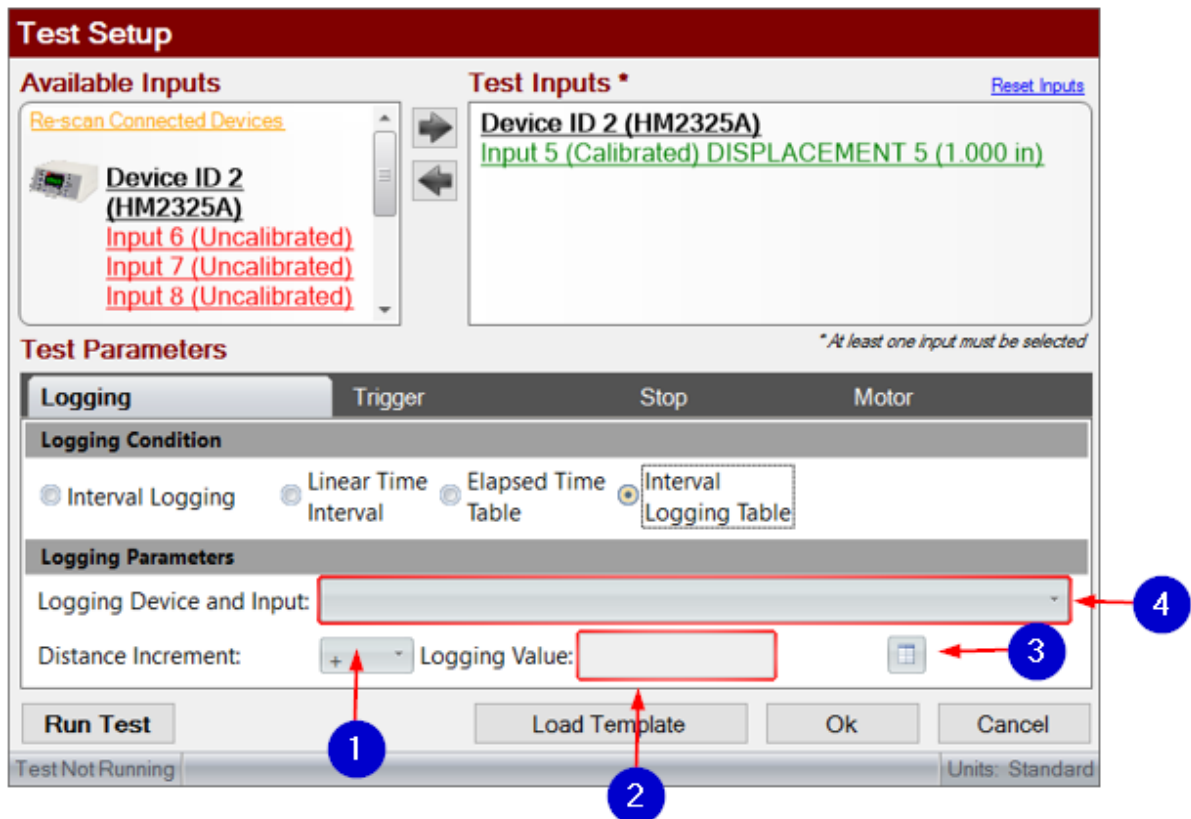 Test Setup
Available Inputs
Test Inputs *
Reset Inputs
Re-scan Connected Devices
Device ID 2
(HM2325A)
Input 6 (Uncalibrated)
Input 7 (Uncalibrated)
Input 8 (Uncalibrated)
Device ID 2 (HM2325A)
Input 5 (Calibrated) DISPLACEMENT 5 (1.000 in)
* At least one input must be selected
Test Parameters
Logging Trigger Stop Motor
Logging Condition
Interval Logging
Linear Time
Interval
Elapsed Time
Table
Interval
Logging Table
Logging Parameters
Logging Device and Input:
4
Distance Increment: + Logging Value:
3
Run Test Load Template Ok Cancel
1
Test Not Running Units: Standard
2